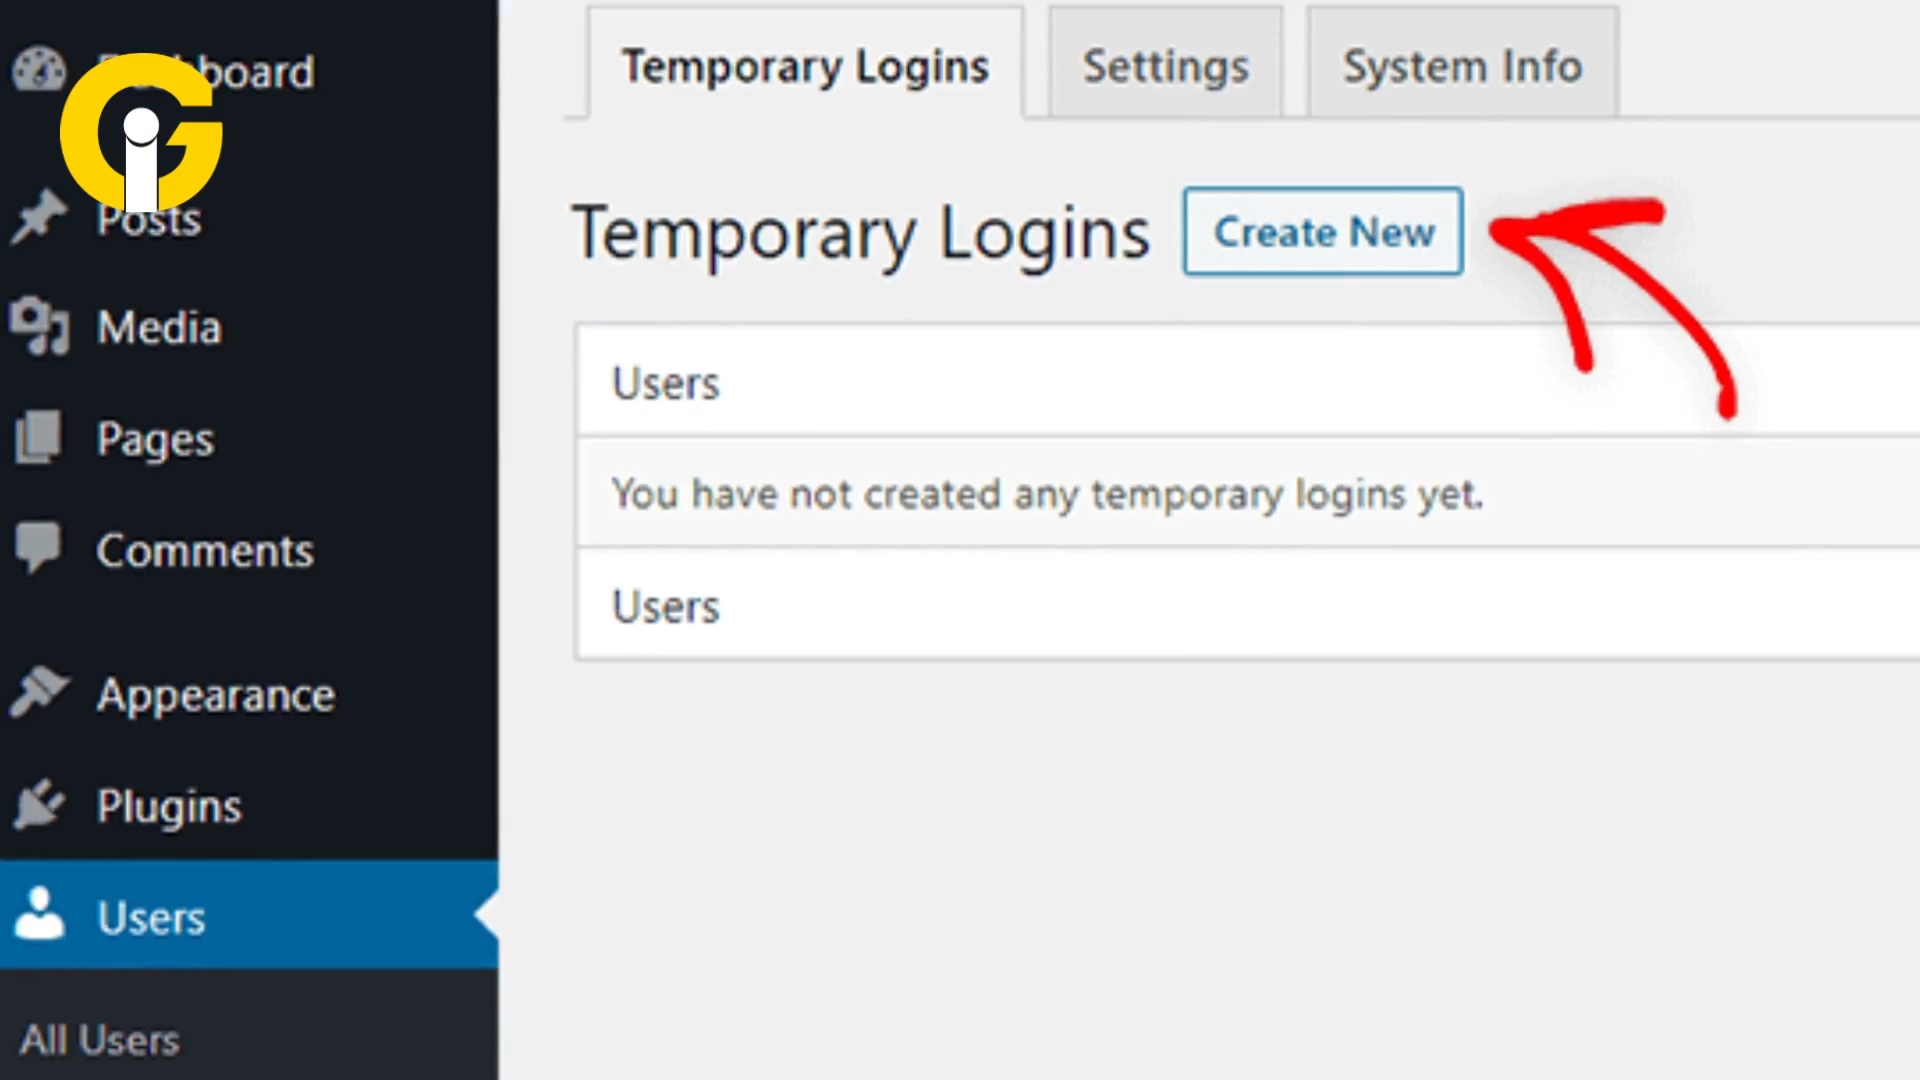 Temporary Logins
Settings
System Info
Temporary Logins
Create New
Users
You have not created any temporary logins yet.
Users
Posts
Media
Pages
Comments
Appearance
Plugins
Users
All Users